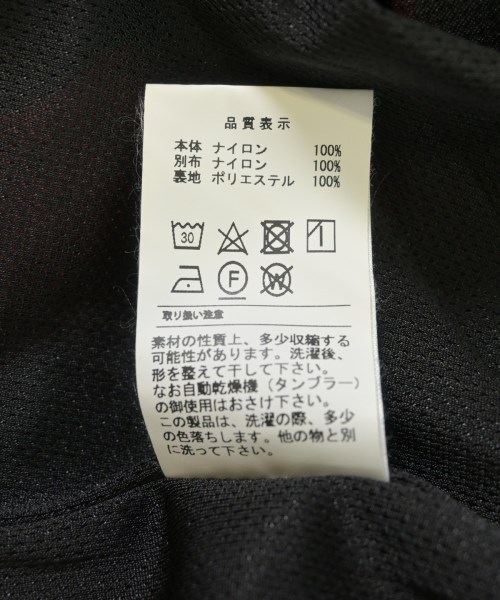 品質表示
本体 ナイロン 100%
別布 ナイロン 100%
裏地 ポリエステル 100%
30
F
W
取り扱い注意
素材の性質上、多少収縮する
可能性があります。洗濯後、
形を整えて干して下さい。
なお自動乾燥機（タンブラー）
の御使用はおさけ下さい。
この製品は、洗濯の際、多少
の色落ちします。他の物と別
に洗って下さい。